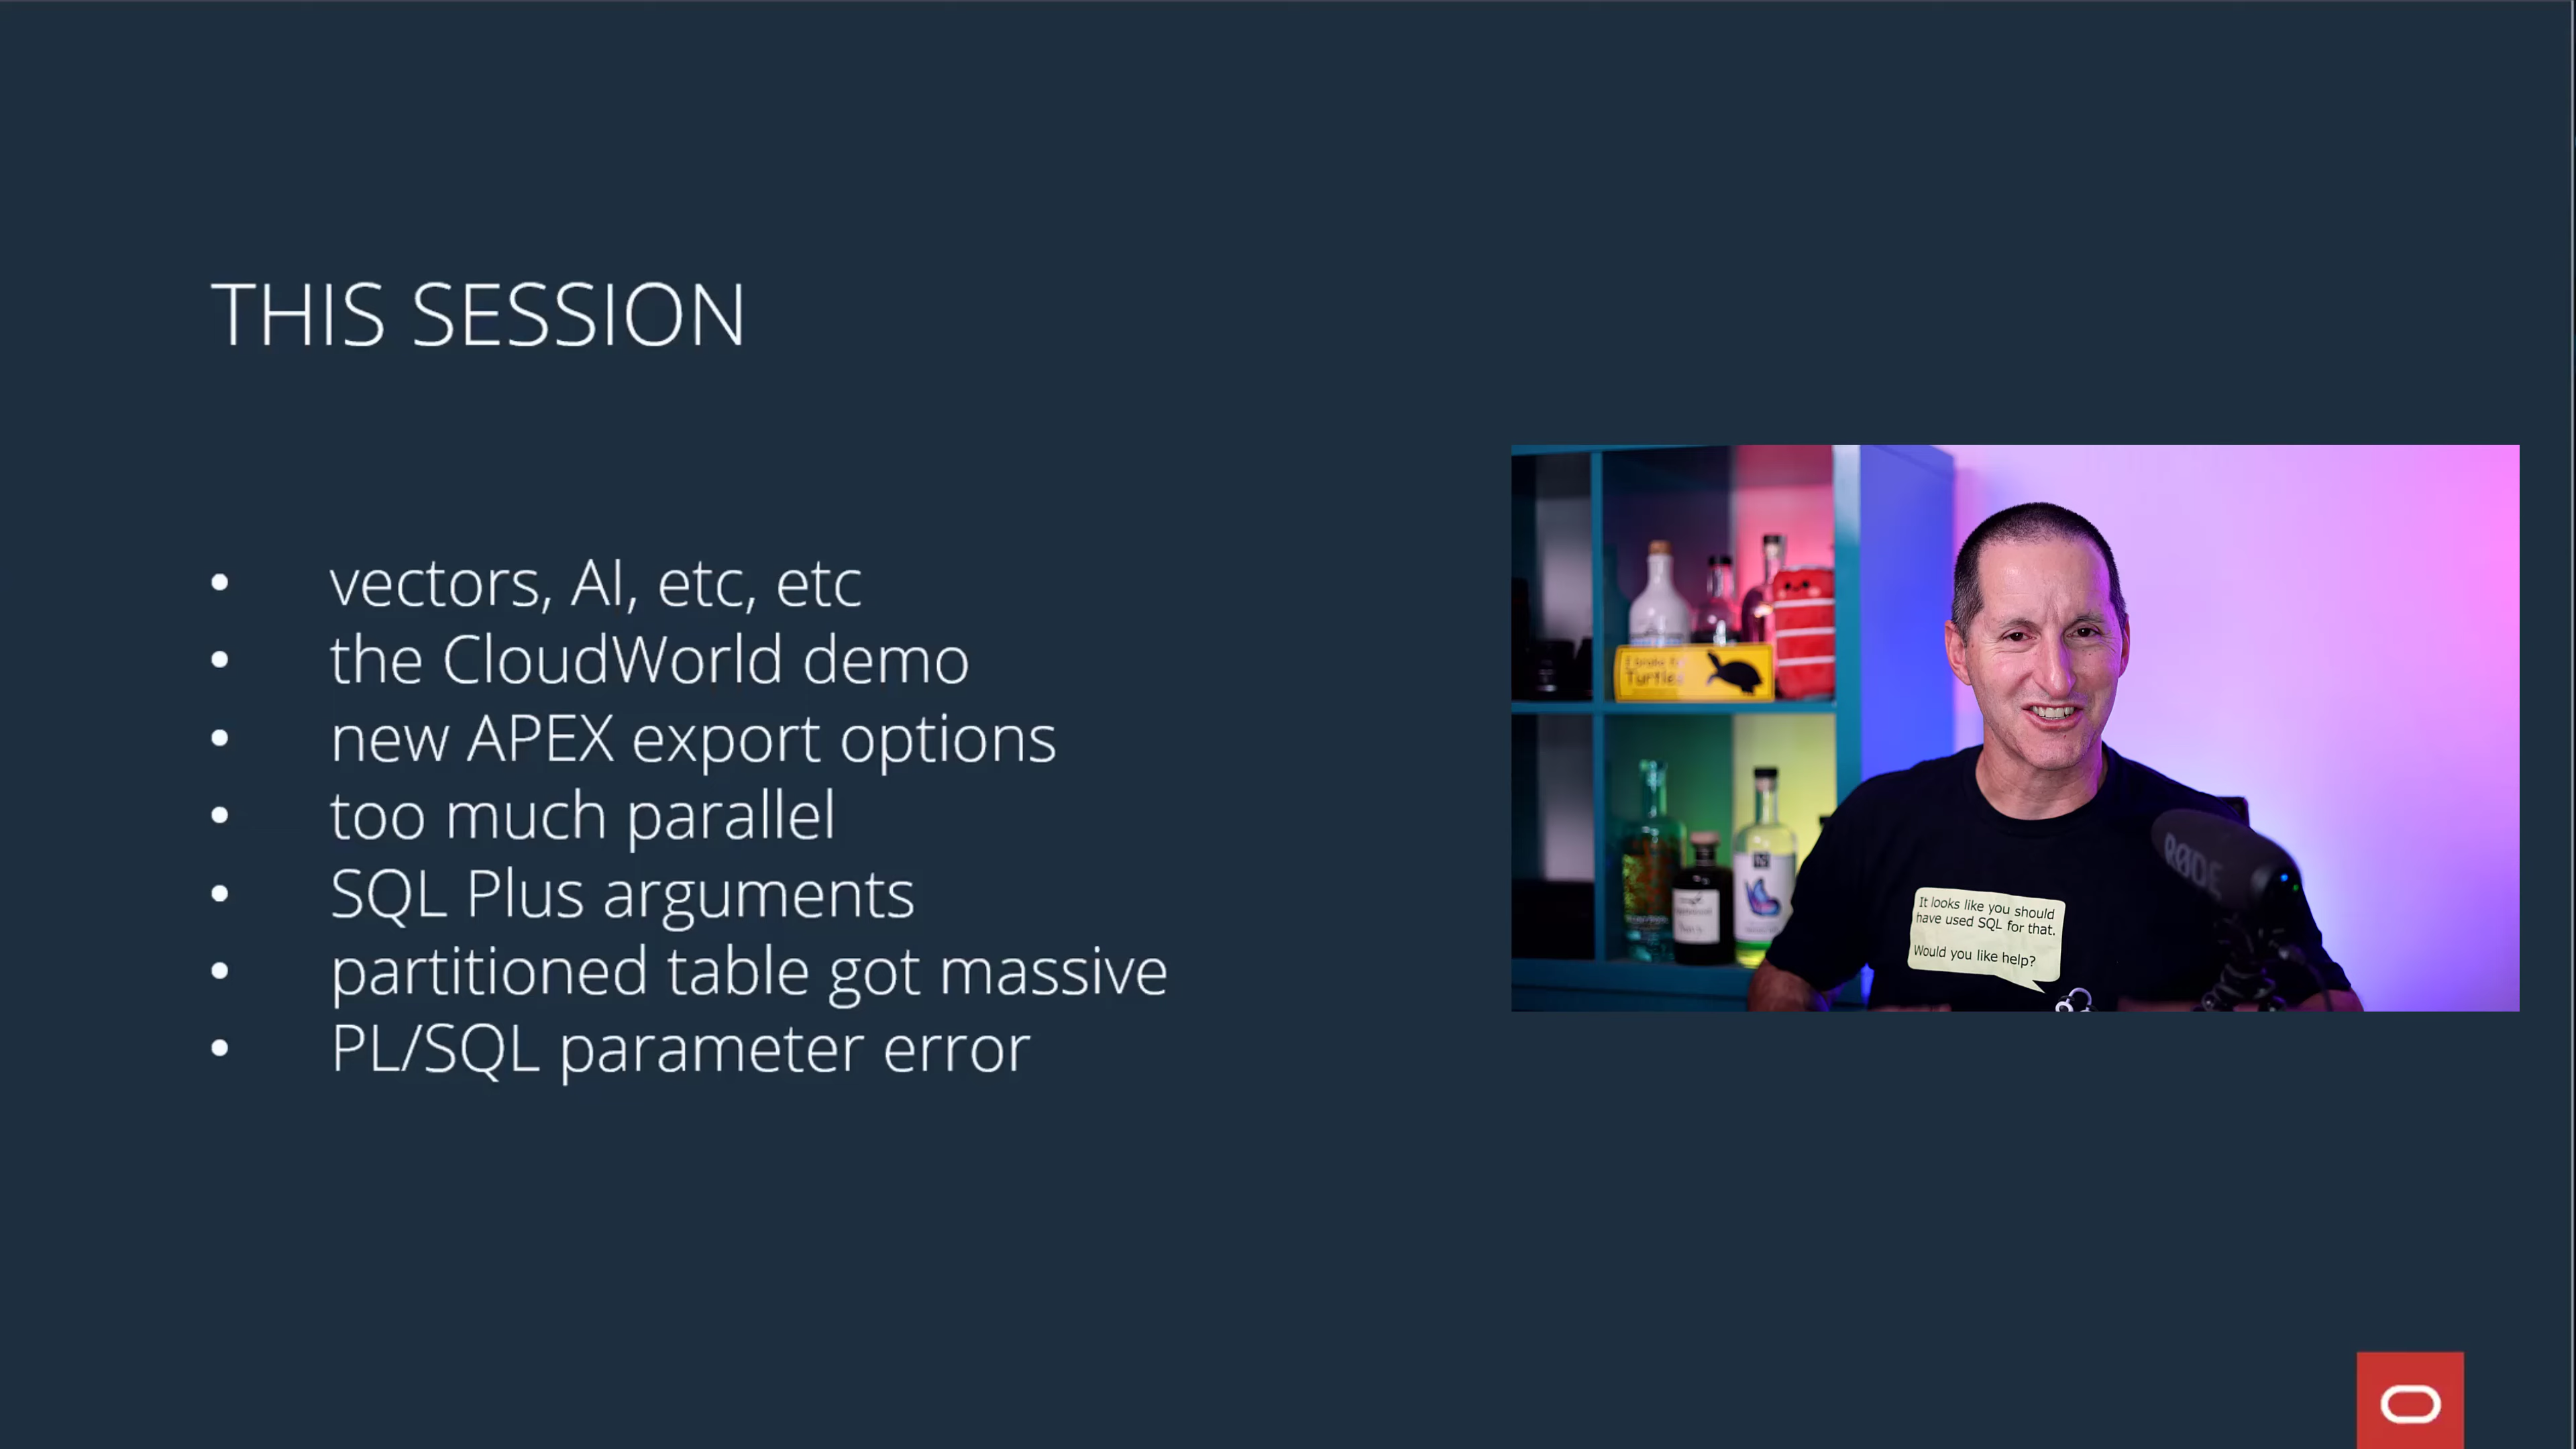 THIS SESSION
• vectors, AI, etc, etc
• the CloudWorld demo
• new APEX export options
• too much parallel
• SQL Plus arguments
• partitioned table got massive
• PL/SQL parameter error
Turtles
RØDE
It looks like you should
have used SQL for that.
Would you like help?